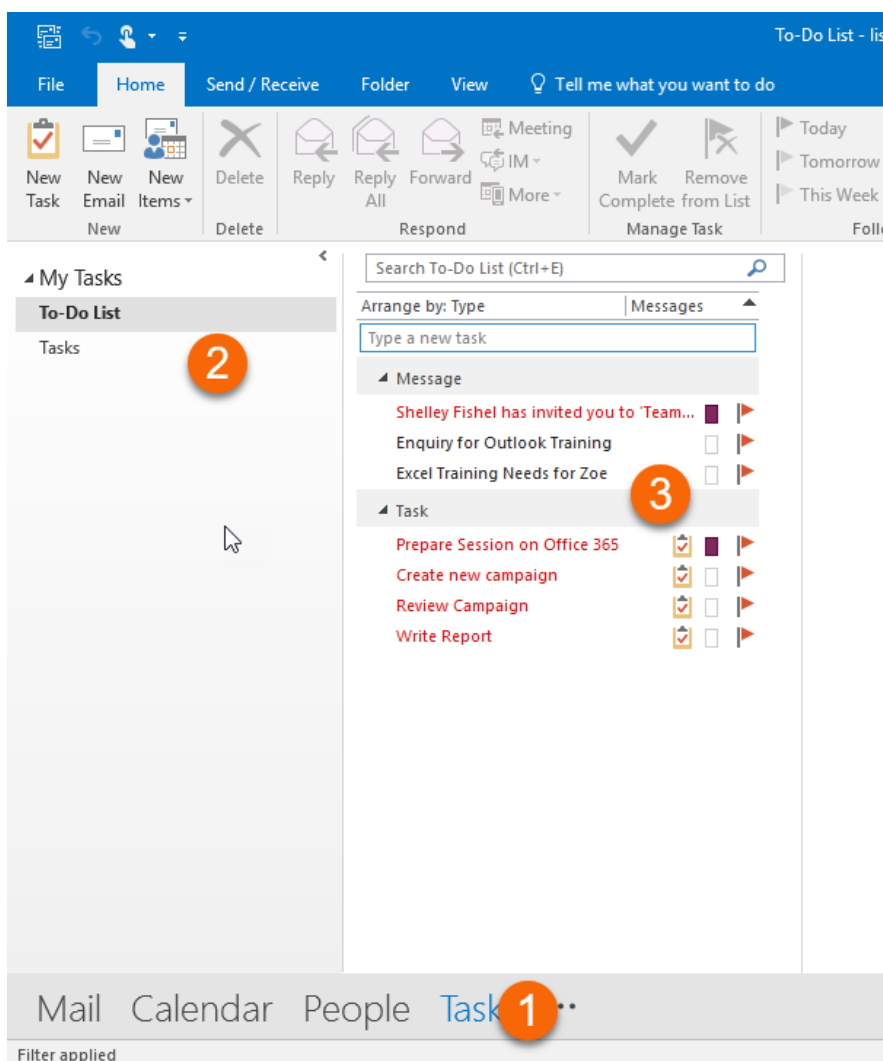 To-Do List - lis
File Home Send / Receive Folder View Tell me what you want to do
New Task
New Email
New Items
Delete
Reply
Reply All
Forward
Meeting
IM
More
Mark Complete
Remove from List
Today
Tomorrow
This Week
New Delete Respond Manage Task Foll
My Tasks
To-Do List
Tasks
2
Search To-Do List (Ctrl+E)
Arrange by: Type Messages
Type a new task
Message
Shelley Fishel has invited you to 'Team...
Enquiry for Outlook Training
Excel Training Needs for Zoe
3
Task
Prepare Session on Office 365
Create new campaign
Review Campaign
Write Report
Mail Calendar People Task 1 ··
Filter applied